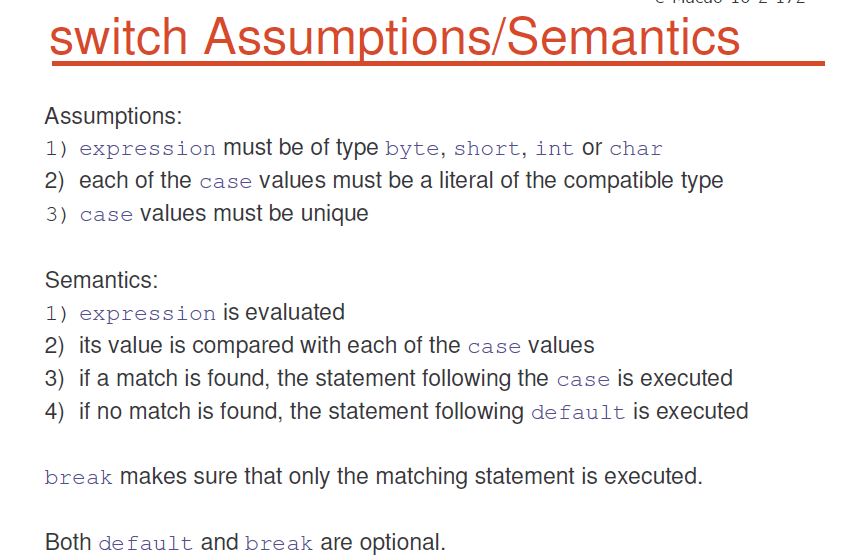 switch Assumptions/Semantics
Assumptions:
1) expression must be of type byte, short, int or char
2) each of the case values must be a literal of the compatible type
3) case values must be unique
Semantics:
1) expression is evaluated
2) its value is compared with each of the case values
3) if a match is found, the statement following the case is executed
4) if no match is found, the statement following default is executed
break makes sure that only the matching statement is executed.
Both default and break are optional.